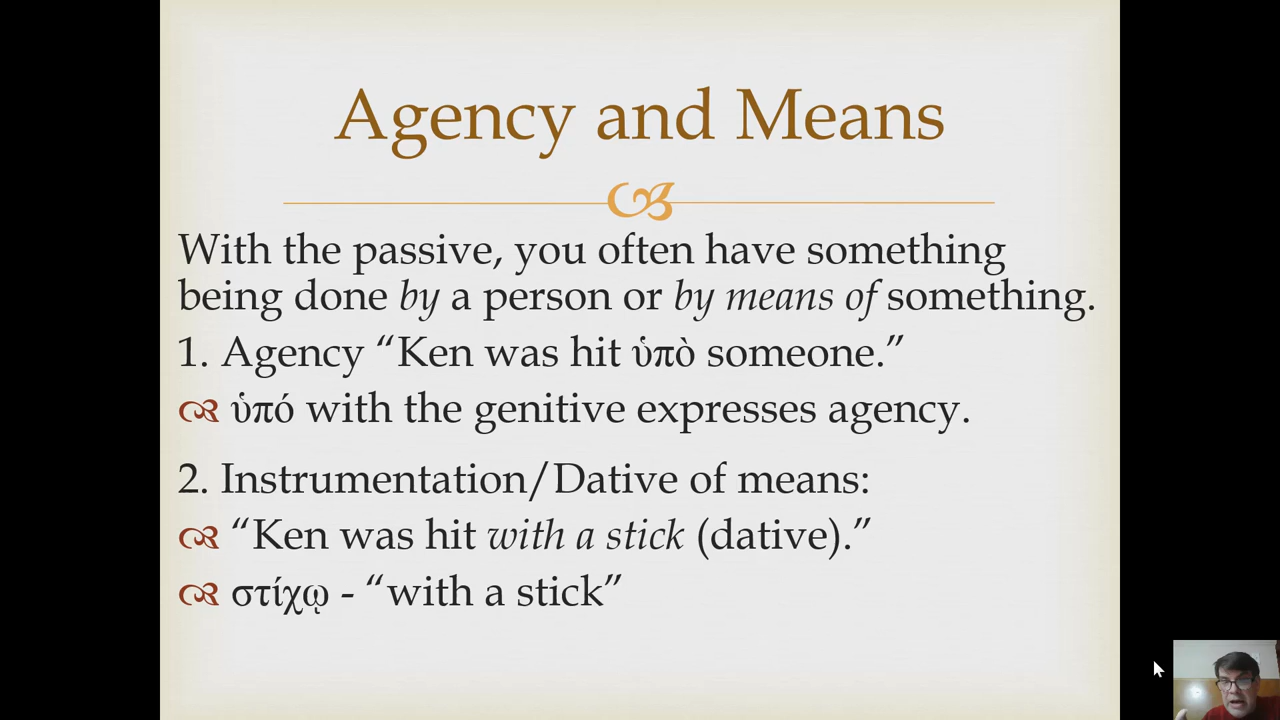 Agency and Means
With the passive, you often have something
being done by a person or by means of something.
1. Agency “Ken was hit ὑπὸ someone.”
ὑπό with the genitive expresses agency.
2. Instrumentation/Dative of means:
“Ken was hit with a stick (dative).”
στίχῳ - “with a stick”